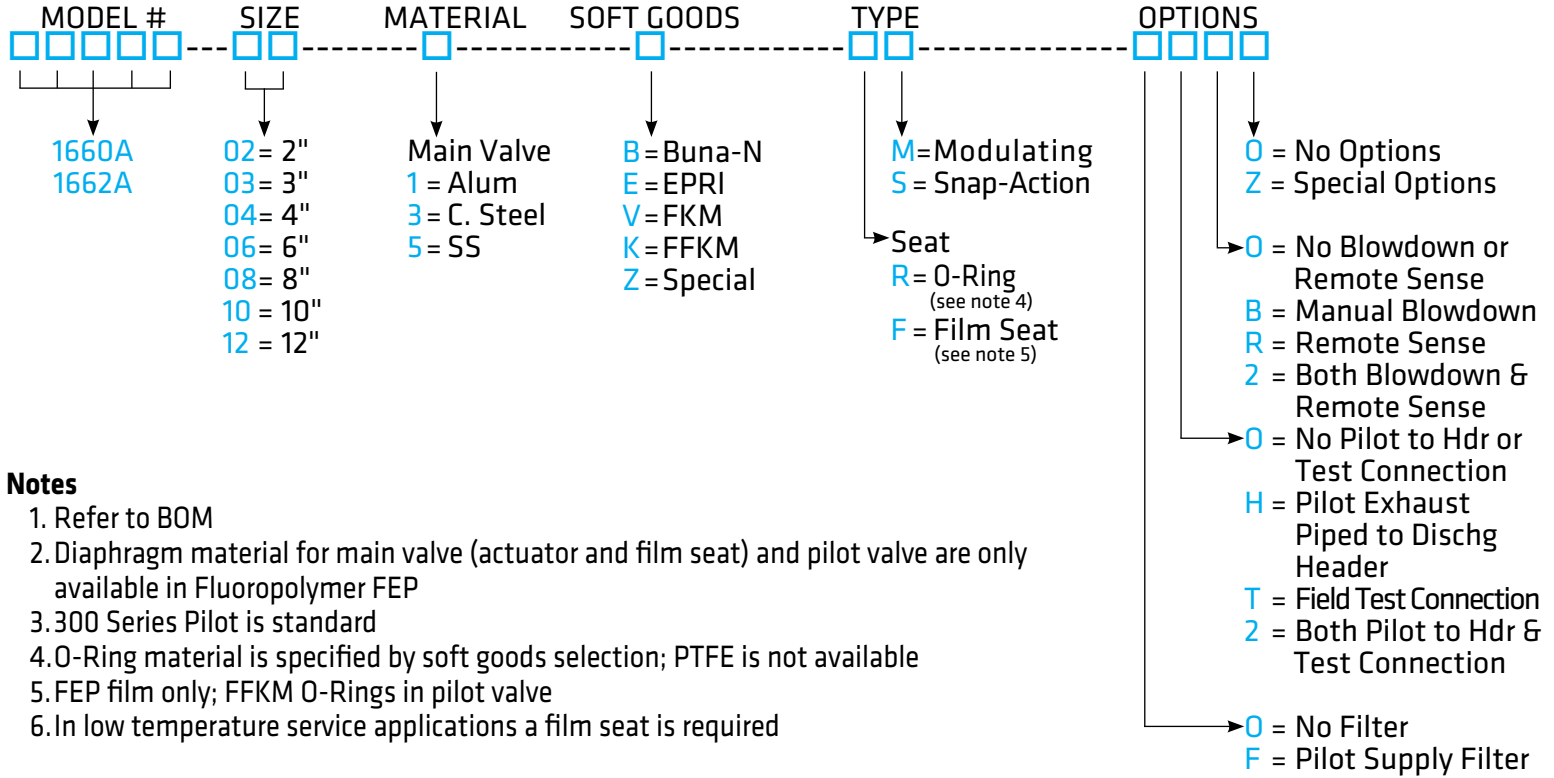 MODEL # SIZE MATERIAL SOFT GOODS TYPE OPTIONS
1660A
1662A
02= 2"
03= 3"
04= 4"
06= 6"
08= 8"
10 = 10"
12 = 12"
Main Valve
1 = Alum
3 = C. Steel
5 = SS
B = Buna-N
E = EPRI
V = FKM
K = FFKM
Z = Special
M=Modulating
S = Snap-Action
Seat
R= O-Ring
(see note 4)
F = Film Seat
(see note 5)
0 = No Options
Z = Special Options
0 = No Blowdown or
Remote Sense
B = Manual Blowdown
R = Remote Sense
2 = Both Blowdown &
Remote Sense
0 = No Pilot to Hdr or
Test Connection
H = Pilot Exhaust
Piped to Dischg
Header
T = Field Test Connection
2 = Both Pilot to Hdr &
Test Connection
0 = No Filter
F = Pilot Supply Filter
Notes
1. Refer to BOM
2. Diaphragm material for main valve (actuator and film seat) and pilot valve are only
available in Fluoropolymer FEP
3. 300 Series Pilot is standard
4. O-Ring material is specified by soft goods selection; PTFE is not available
5. FEP film only; FFKM O-Rings in pilot valve
6. In low temperature service applications a film seat is required